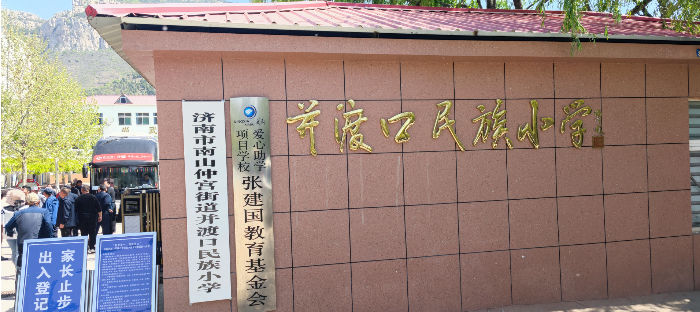 并渡口民族小学
济南市南山仲宫街道并渡口民族小学
爱心助学
项目学校
张建国教育基金会
家长止步
出入登记